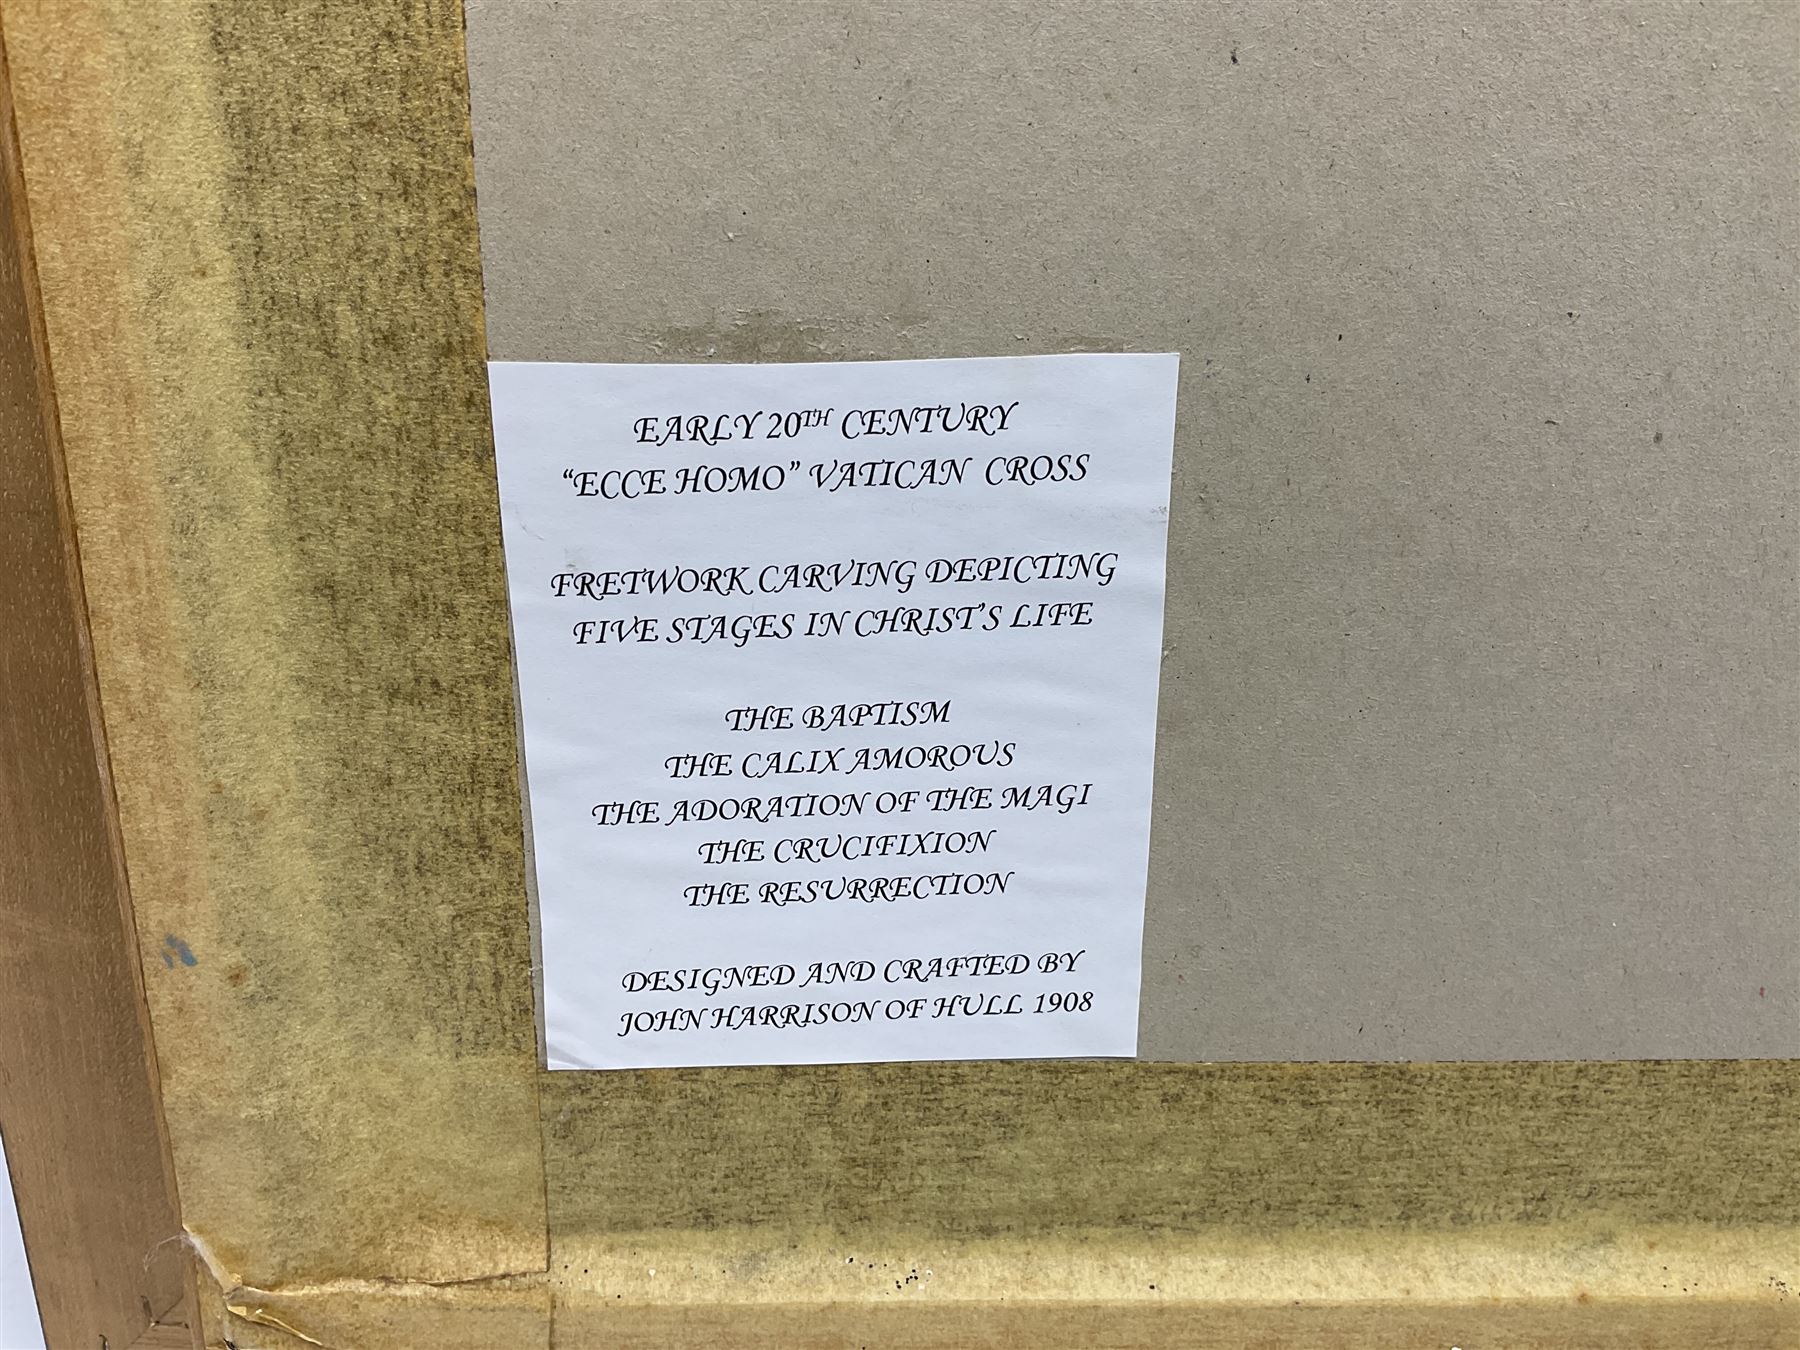 EARLY 20TH CENTURY
“ECCE HOMO” VATICAN CROSS
FRETWORK CARVING DEPICTING
FIVE STAGES IN CHRIST’S LIFE
THE BAPTISM
THE CALIX AMOROUS
THE ADORATION OF THE MAGI
THE CRUCIFIXION
THE RESURRECTION
DESIGNED AND CRAFTED BY
JOHN HARRISON OF HULL 1908